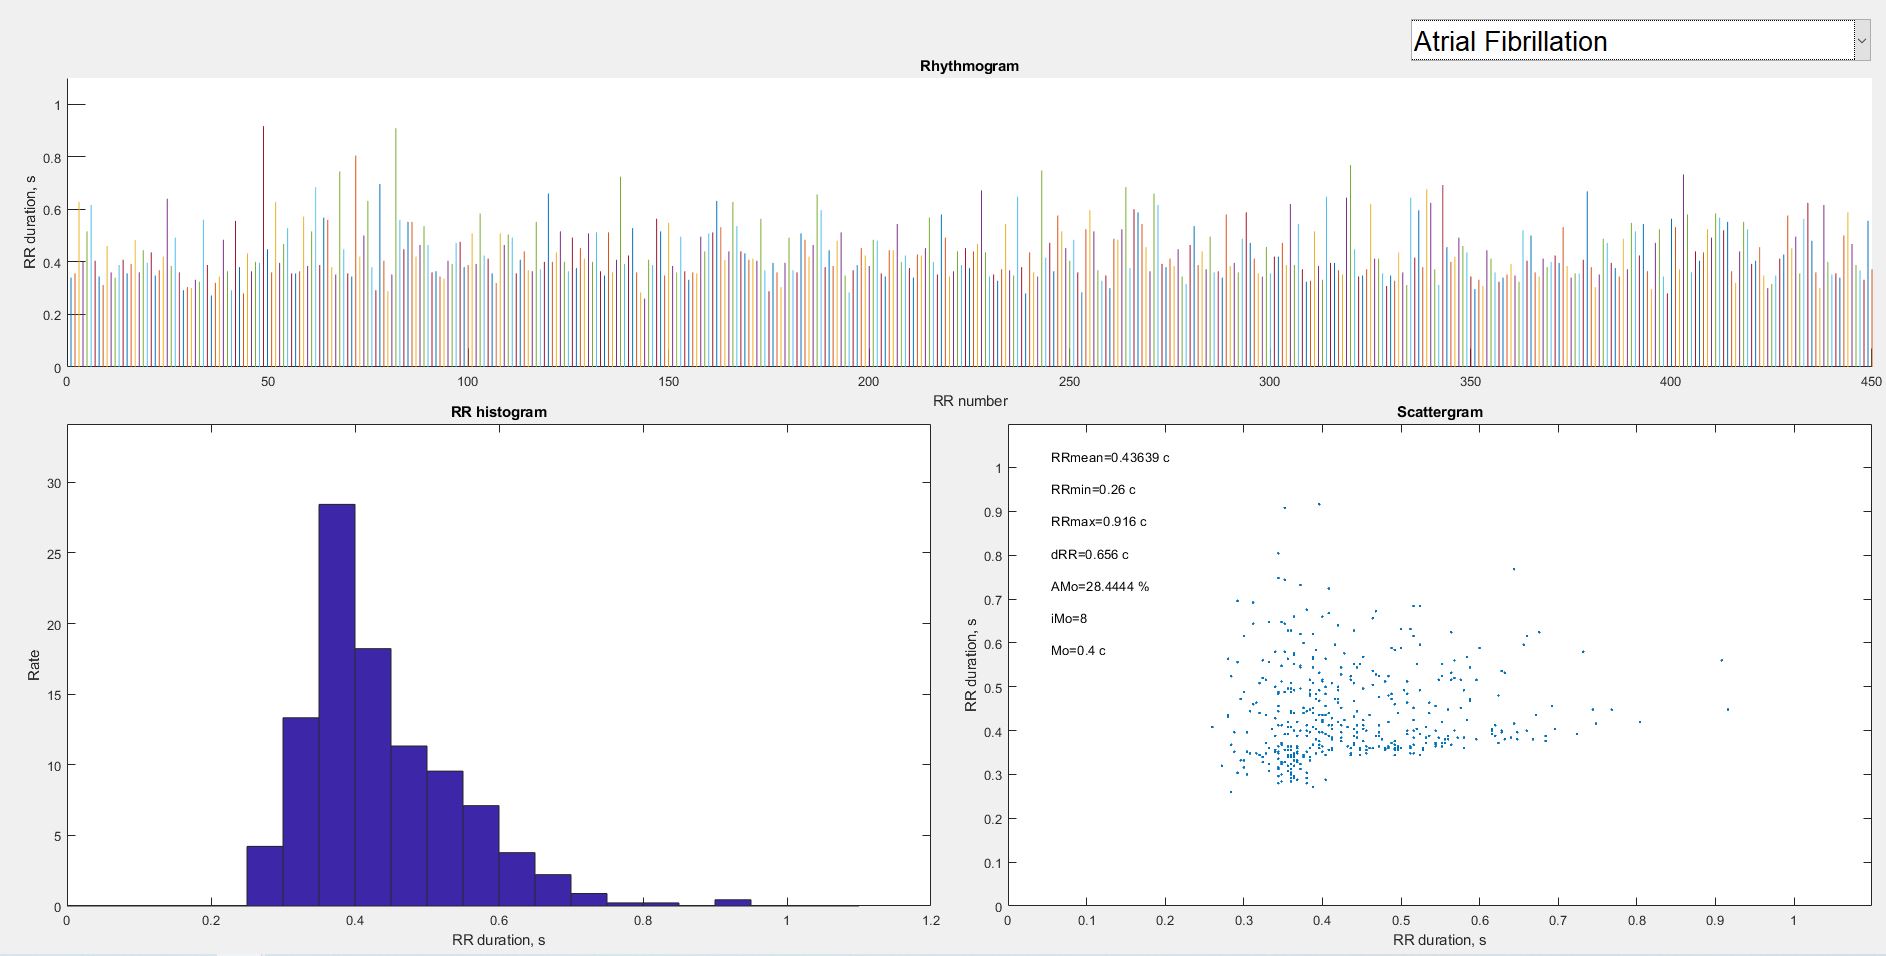 Atrial Fibrillation
Rhythmogram
RR duration, s
1
0.8
0.6
0.4
0.2
0
0 50 100 150 200 250 300 350 400 450
RR number
RR histogram
Rate
30
25
20
15
10
5
0
0 0.2 0.4 0.6 0.8 1 1.2
RR duration, s
Scattergram
RR duration, s
1
0.9
0.8
0.7
0.6
0.5
0.4
0.3
0.2
0.1
0
RRmean=0.43639 c
RRmin=0.26 c
RRmax=0.916 c
dRR=0.656 c
AMo=28.4444 %
iMo=8
Mo=0.4 c
0 0.1 0.2 0.3 0.4 0.5 0.6 0.7 0.8 0.9 1
RR duration, s